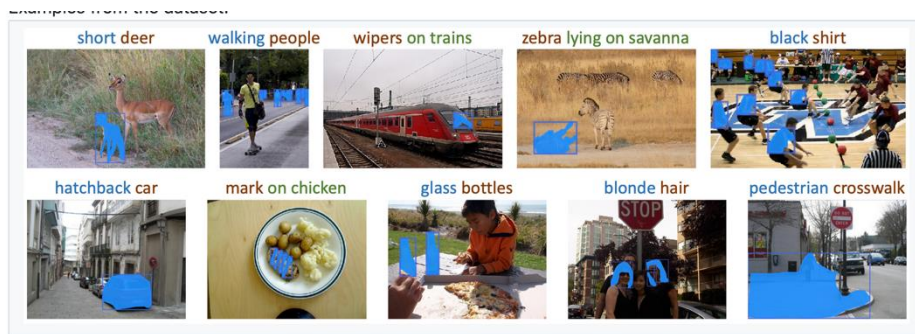 Examples from the dataset:
short deer
walking people
wipers on trains
zebra lying on savanna
black shirt
hatchback car
mark on chicken
glass bottles
blonde hair
pedestrian crosswalk
STOP